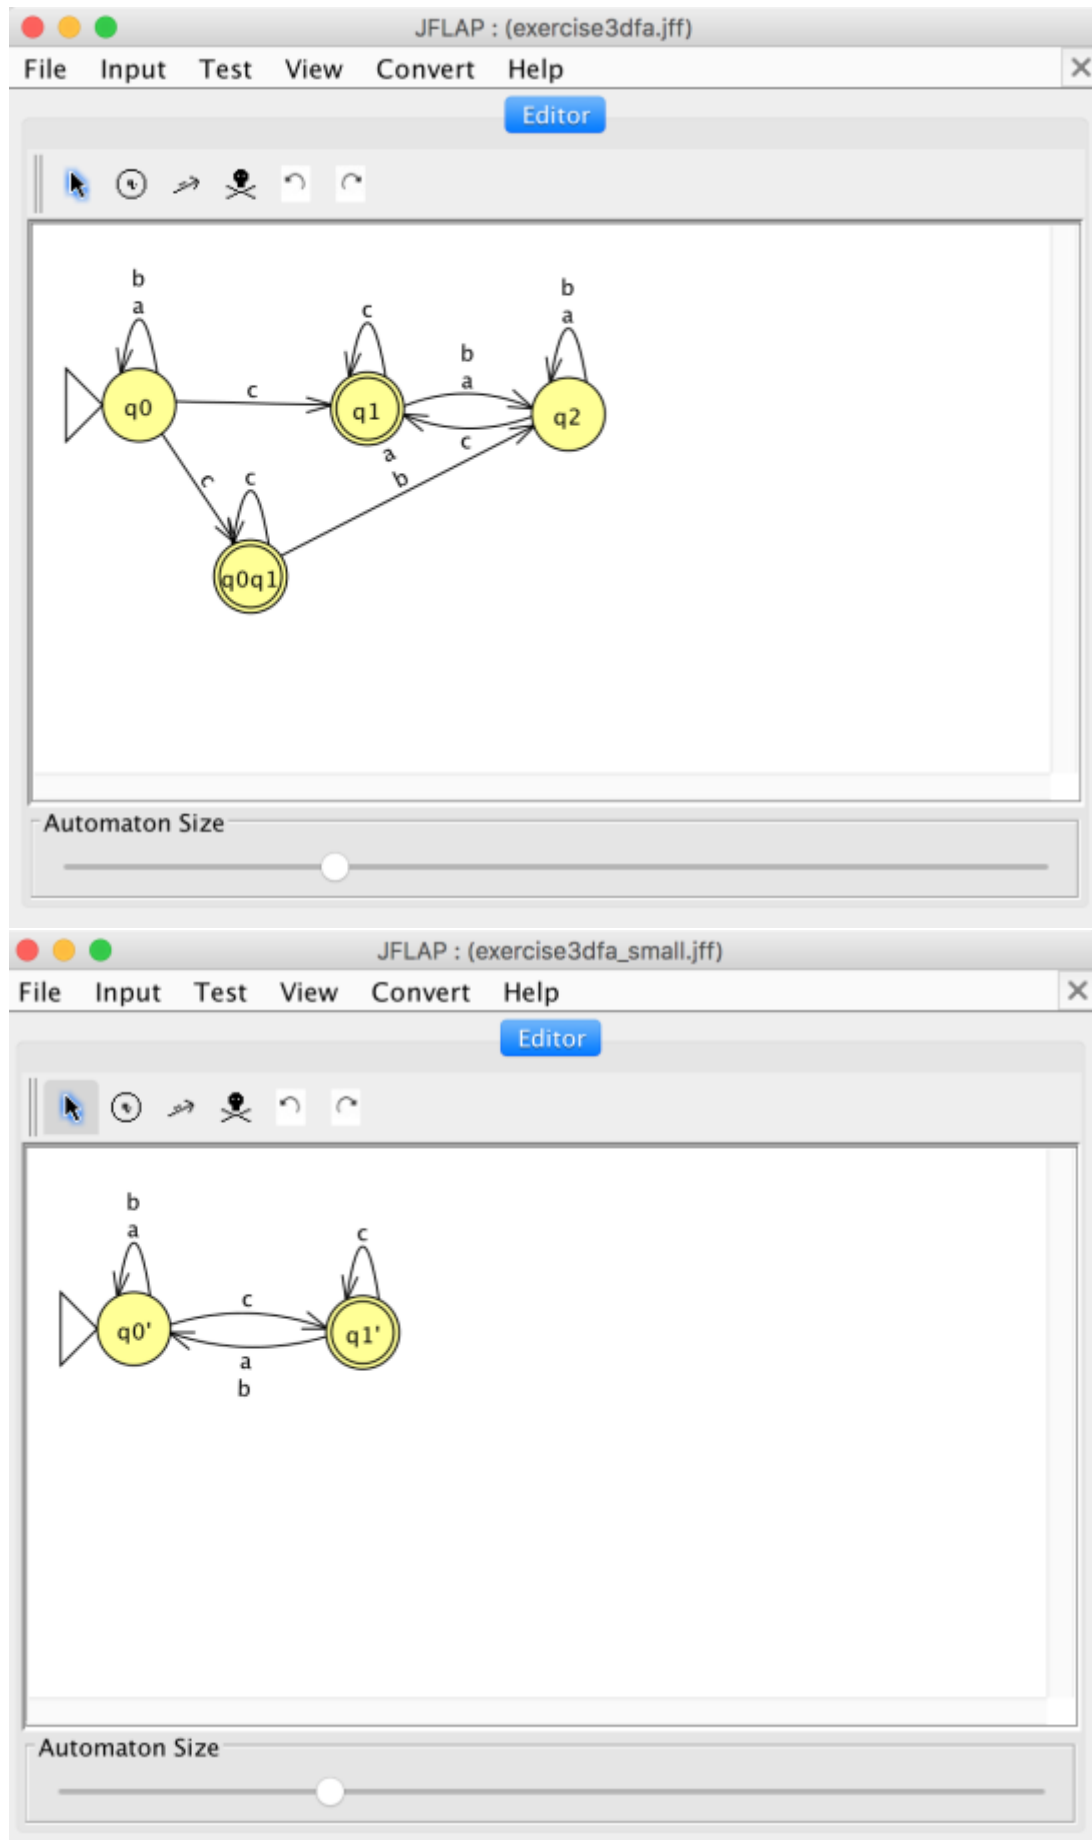 JFLAP : (exercise3dfa.jff)
File Input Test View Convert Help
Editor
b
a
c
b
a
b
a
c
q0
q1
q2
c
a
b
c
c
q0q1
Automaton Size
JFLAP : (exercise3dfa_small.jff)
File Input Test View Convert Help
Editor
b
a
c
c
q0'
q1'
a
b
Automaton Size